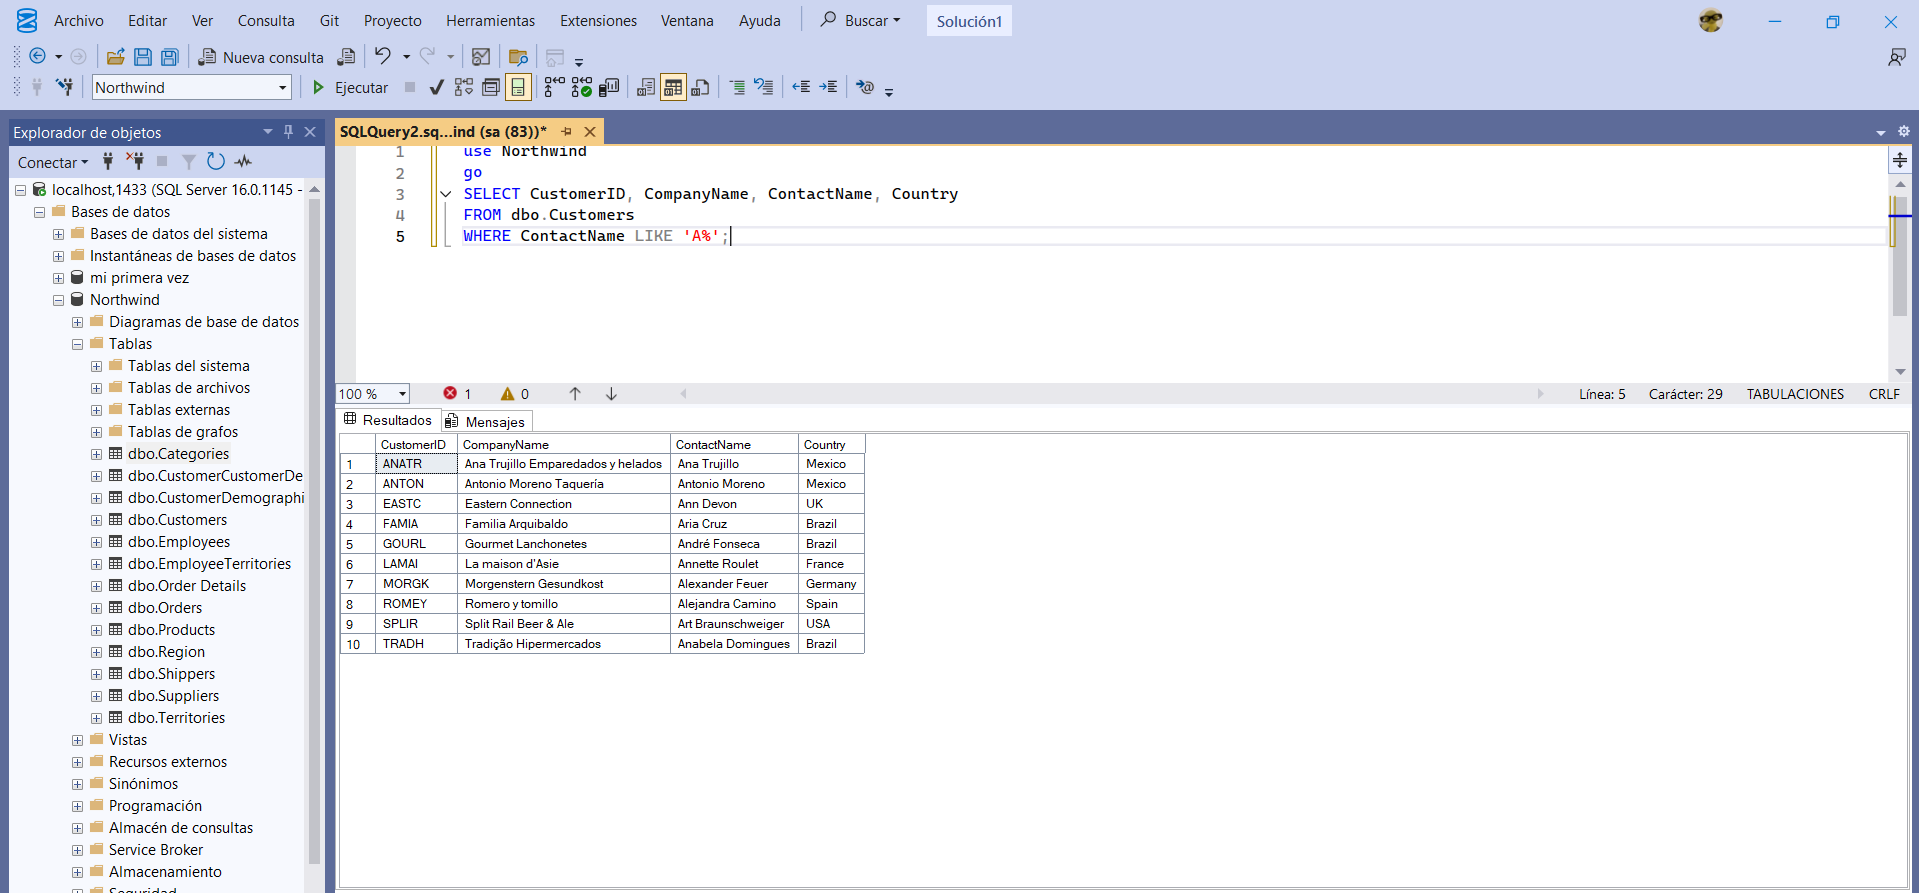 Archivo Editar Ver Consulta Git Proyecto Herramientas Extensiones Ventana Ayuda Buscar Solución1
Nueva consulta
Northwind Ejecutar
Explorador de objetos
Conectar
localhost,1433 (SQL Server 16.0.1145 -
Bases de datos
Bases de datos del sistema
Instantáneas de bases de datos
mi primera vez
Northwind
Diagramas de base de datos
Tablas
Tablas del sistema
Tablas de archivos
Tablas externas
Tablas de grafos
dbo.Categories
dbo.CustomerCustomerDe
dbo.CustomerDemographi
dbo.Customers
dbo.Employees
dbo.EmployeeTerritories
dbo.Order Details
dbo.Orders
dbo.Products
dbo.Region
dbo.Shippers
dbo.Suppliers
dbo.Territories
Vistas
Recursos externos
Sinónimos
Programación
Almacén de consultas
Service Broker
Almacenamiento
Seguridad
SQLQuery2.sq...ind (sa (83))*
1 use Northwind
2 go
3 SELECT CustomerID, CompanyName, ContactName, Country
4 FROM dbo.Customers
5 WHERE ContactName LIKE 'A%';
100 % 1 0 Línea: 5 Carácter: 29 TABULACIONES CRLF
Resultados Mensajes
CustomerID CompanyName ContactName Country
1 ANATR Ana Trujillo Emparedados y helados Ana Trujillo Mexico
2 ANTON Antonio Moreno Taquería Antonio Moreno Mexico
3 EASTC Eastern Connection Ann Devon UK
4 FAMIA Familia Arquibaldo Aria Cruz Brazil
5 GOURL Gourmet Lanchonetes André Fonseca Brazil
6 LAMAI La maison d'Asie Annette Roulet France
7 MORGK Morgenstern Gesundkost Alexander Feuer Germany
8 ROMEY Romero y tomillo Alejandra Camino Spain
9 SPLIR Split Rail Beer & Ale Art Braunschweiger USA
10 TRADH Tradição Hipermercados Anabela Domingues Brazil